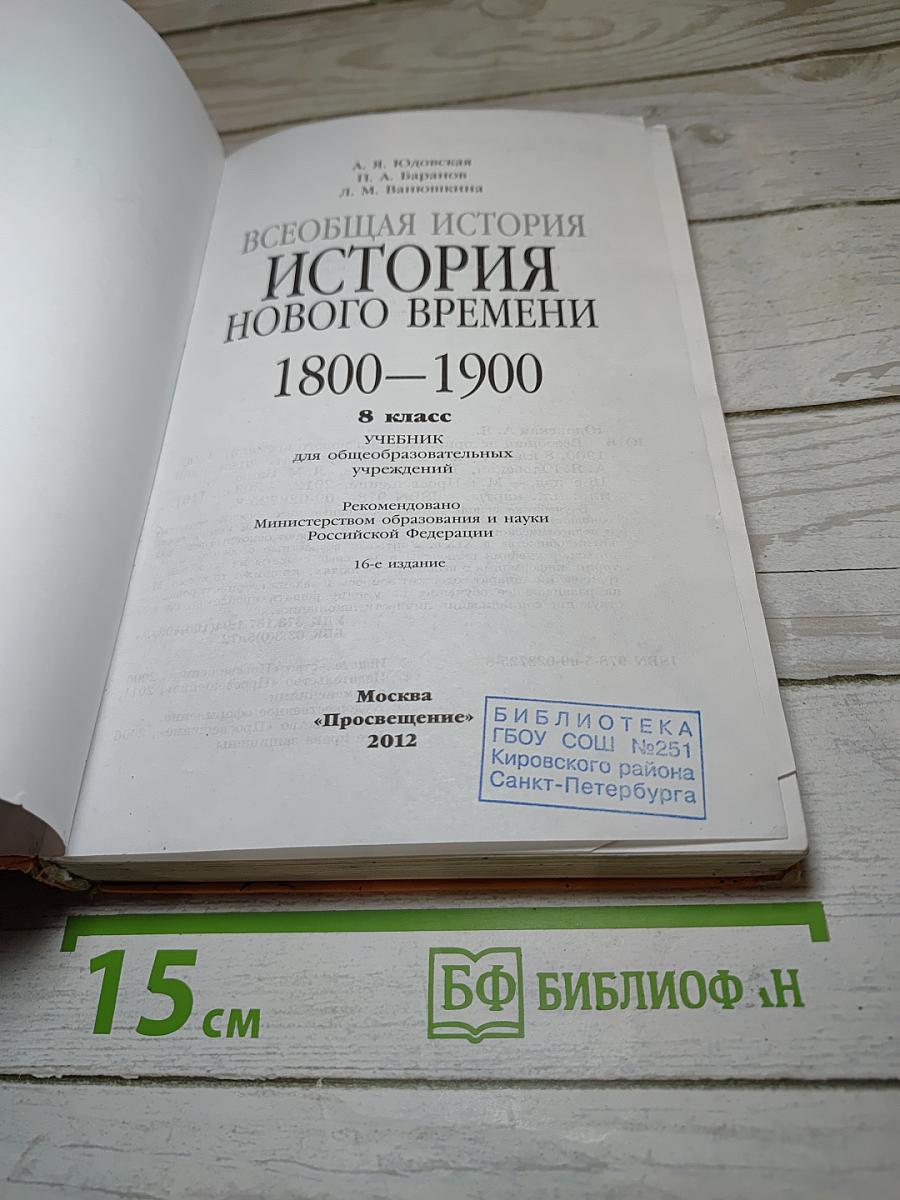 А. Я. Юдовская
П. А. Баранов
Л. М. Ванюшкина
ВСЕОБЩАЯ ИСТОРИЯ
ИСТОРИЯ
НОВОГО ВРЕМЕНИ
1800—1900
8 класс
УЧЕБНИК
для общеобразовательных
учреждений
Рекомендовано
Министерством образования и науки
Российской Федерации
16-е издание
Москва
«Просвещение»
2012
БИБЛИОТЕКА
ГБОУ СОШ №251
Кировского района
Санкт-Петербурга
15 см
БФ БИБЛИОФ